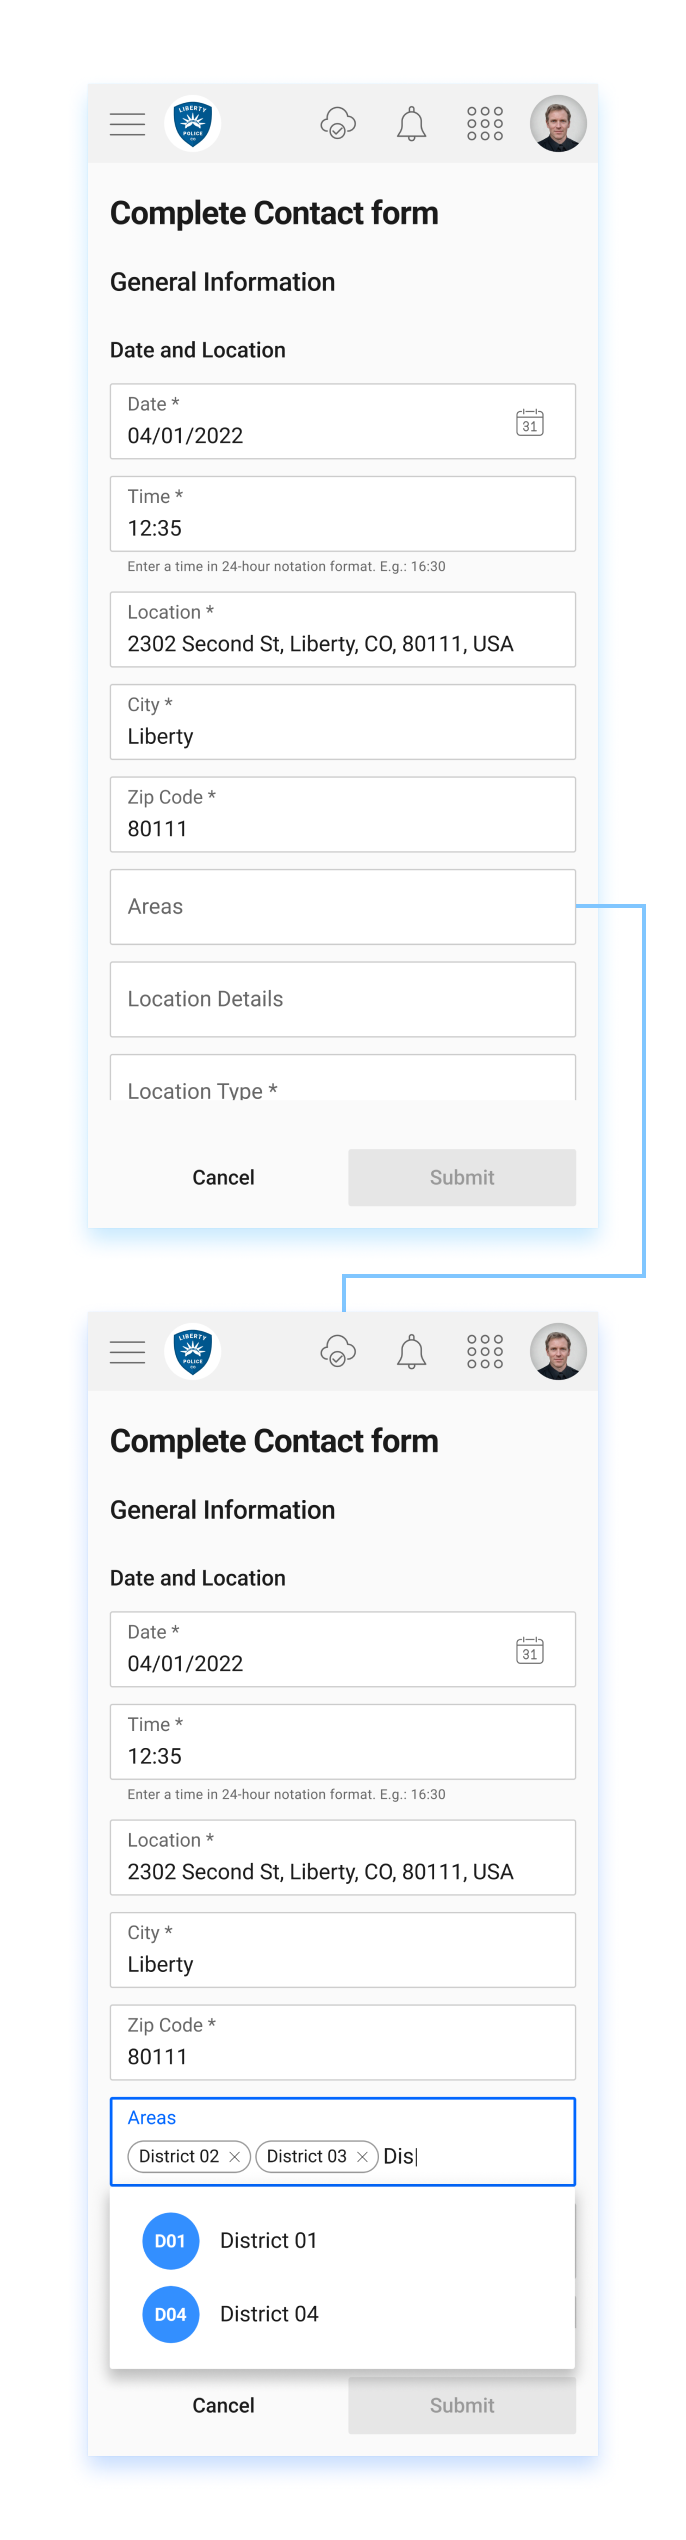 LIBERTY
POLICE
CO
Complete Contact form
General Information
Date and Location
Date *
04/01/2022
31
Time *
12:35
Enter a time in 24-hour notation format. E.g.: 16:30
Location *
2302 Second St, Liberty, CO, 80111, USA
City *
Liberty
Zip Code *
80111
Areas
Location Details
Location Type *
Cancel
Submit
LIBERTY
POLICE
CO
Complete Contact form
General Information
Date and Location
Date *
04/01/2022
31
Time *
12:35
Enter a time in 24-hour notation format. E.g.: 16:30
Location *
2302 Second St, Liberty, CO, 80111, USA
City *
Liberty
Zip Code *
80111
Areas
District 02 District 03 Dis
D01 District 01
D04 District 04
Cancel
Submit